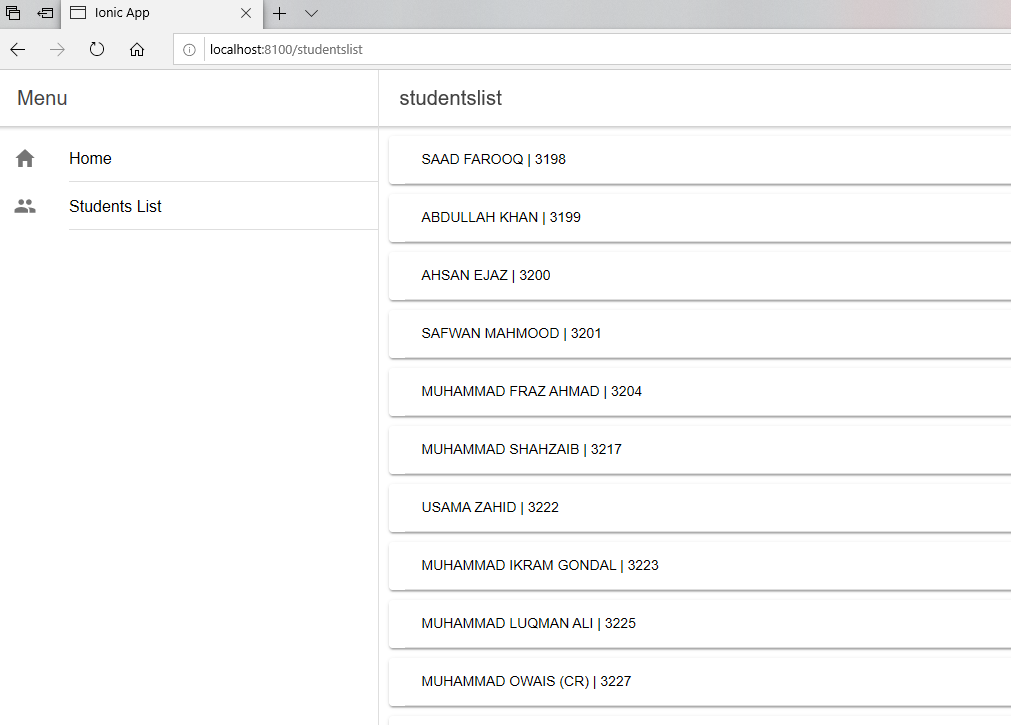 Ionic App
localhost:8100/studentslist
Menu
Home
Students List
studentslist
SAAD FAROOQ | 3198
ABDULLAH KHAN | 3199
AHSAN EJAZ | 3200
SAFWAN MAHMOOD | 3201
MUHAMMAD FRAZ AHMAD | 3204
MUHAMMAD SHAHZAIB | 3217
USAMA ZAHID | 3222
MUHAMMAD IKRAM GONDAL | 3223
MUHAMMAD LUQMAN ALI | 3225
MUHAMMAD OWAIS (CR) | 3227